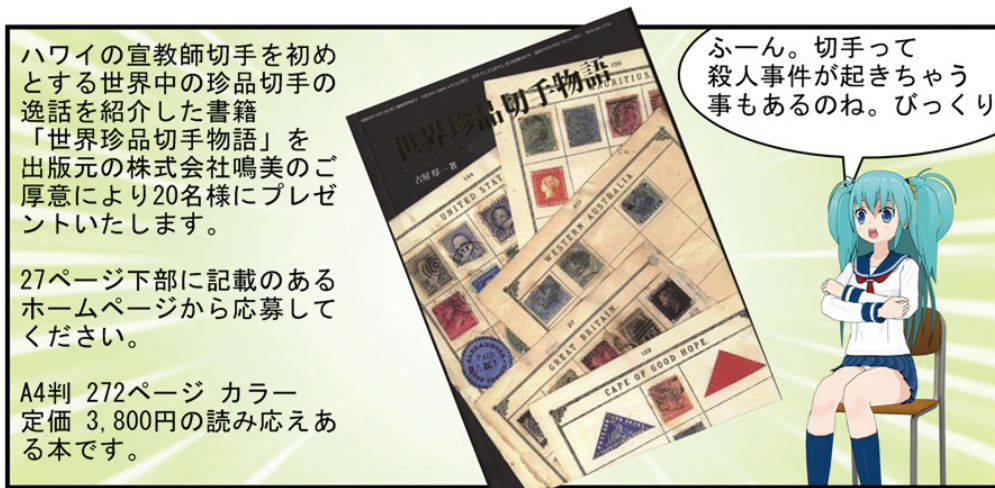 ハワイの宣教師切手を初め
とする世界中の珍品切手の
逸話を紹介した書籍
「世界珍品切手物語」を
出版元の株式会社鳴美のご
厚意により20名様にプレゼ
ントいたします。
27ページ下部に記載のある
ホームページから応募して
ください。
A4判 272ページ カラー
定価 3,800円の読み応えあ
る本です。
世界珍品切手物語
古屋厚一 著
UNITED STAT
WESTERN AUSTRALIA
GREAT BRITAIN.
CAPE OF GOOD HOPE.
ALEXANDRIA
PAID
ふーん。切手って
殺人事件が起きちゃう
事もあるのね。びっくり